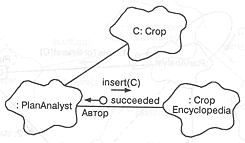 C: Crop
insert(C)
: PlanAnalyst
succeeded
Автор
: Crop
Encyclopedia